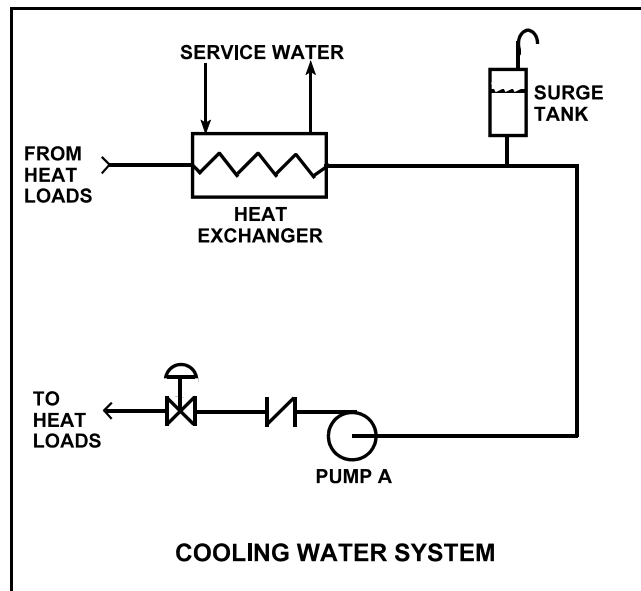 SERVICE WATER
SURGE
TANK
FROM
HEAT
LOADS
HEAT
EXCHANGER
TO
HEAT
LOADS
PUMP A
COOLING WATER SYSTEM